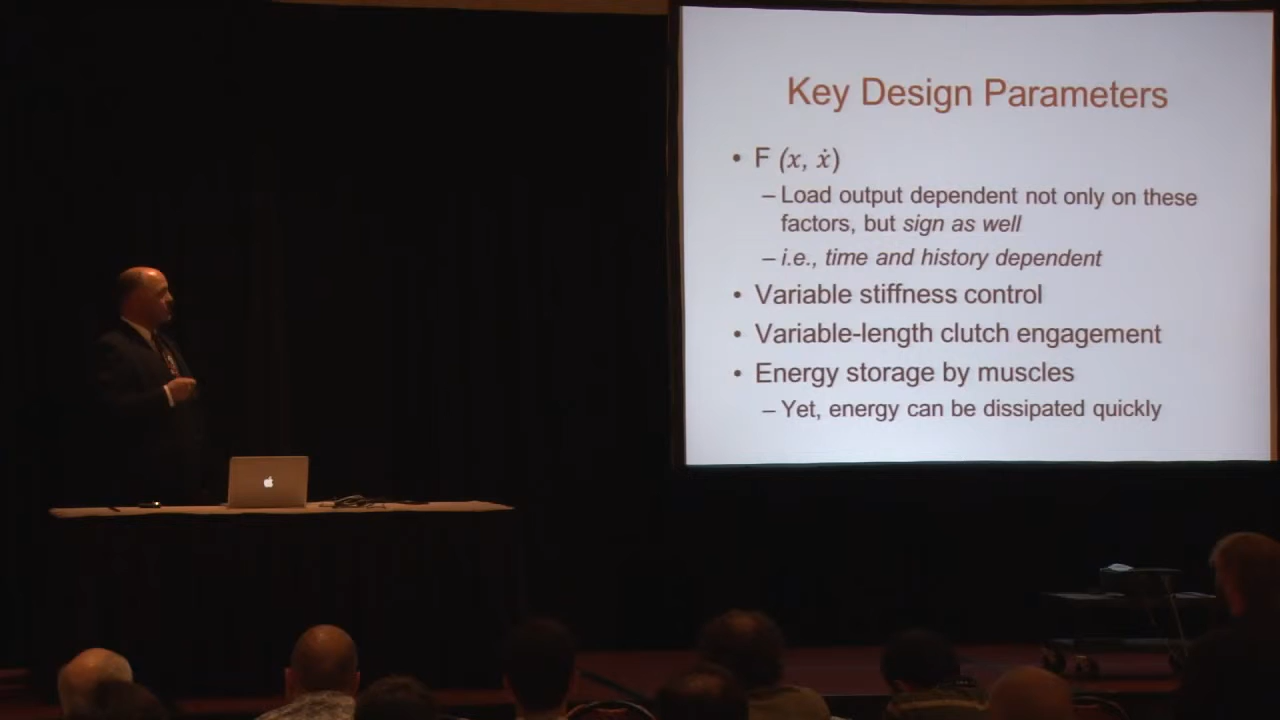 Key Design Parameters
• F (x, ẋ)
– Load output dependent not only on these
factors, but sign as well
– i.e., time and history dependent
• Variable stiffness control
• Variable-length clutch engagement
• Energy storage by muscles
– Yet, energy can be dissipated quickly